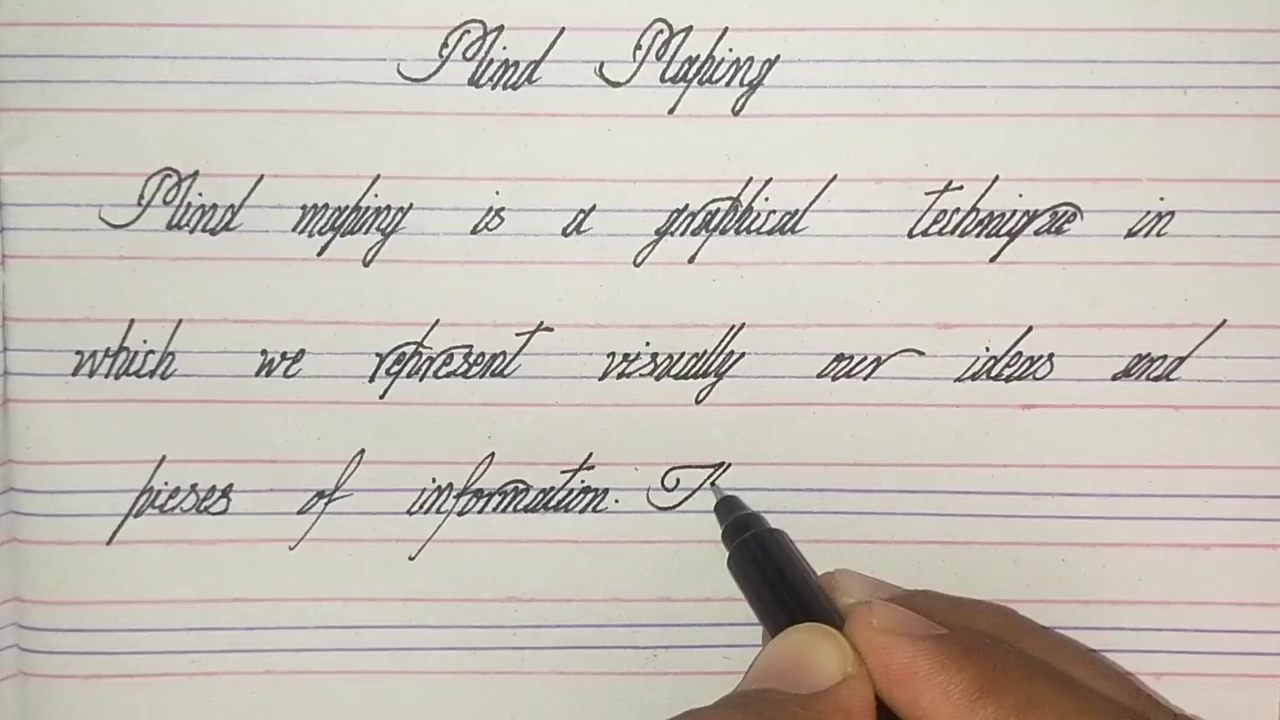 Mind Maping
Mind maping is a graphical technique in
which we represent visually our ideas and
pieses of information.